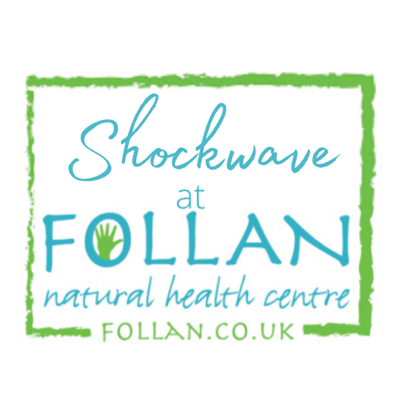 Shockwave
at
FOLLAN
natural health centre
FOLLAN.CO.UK